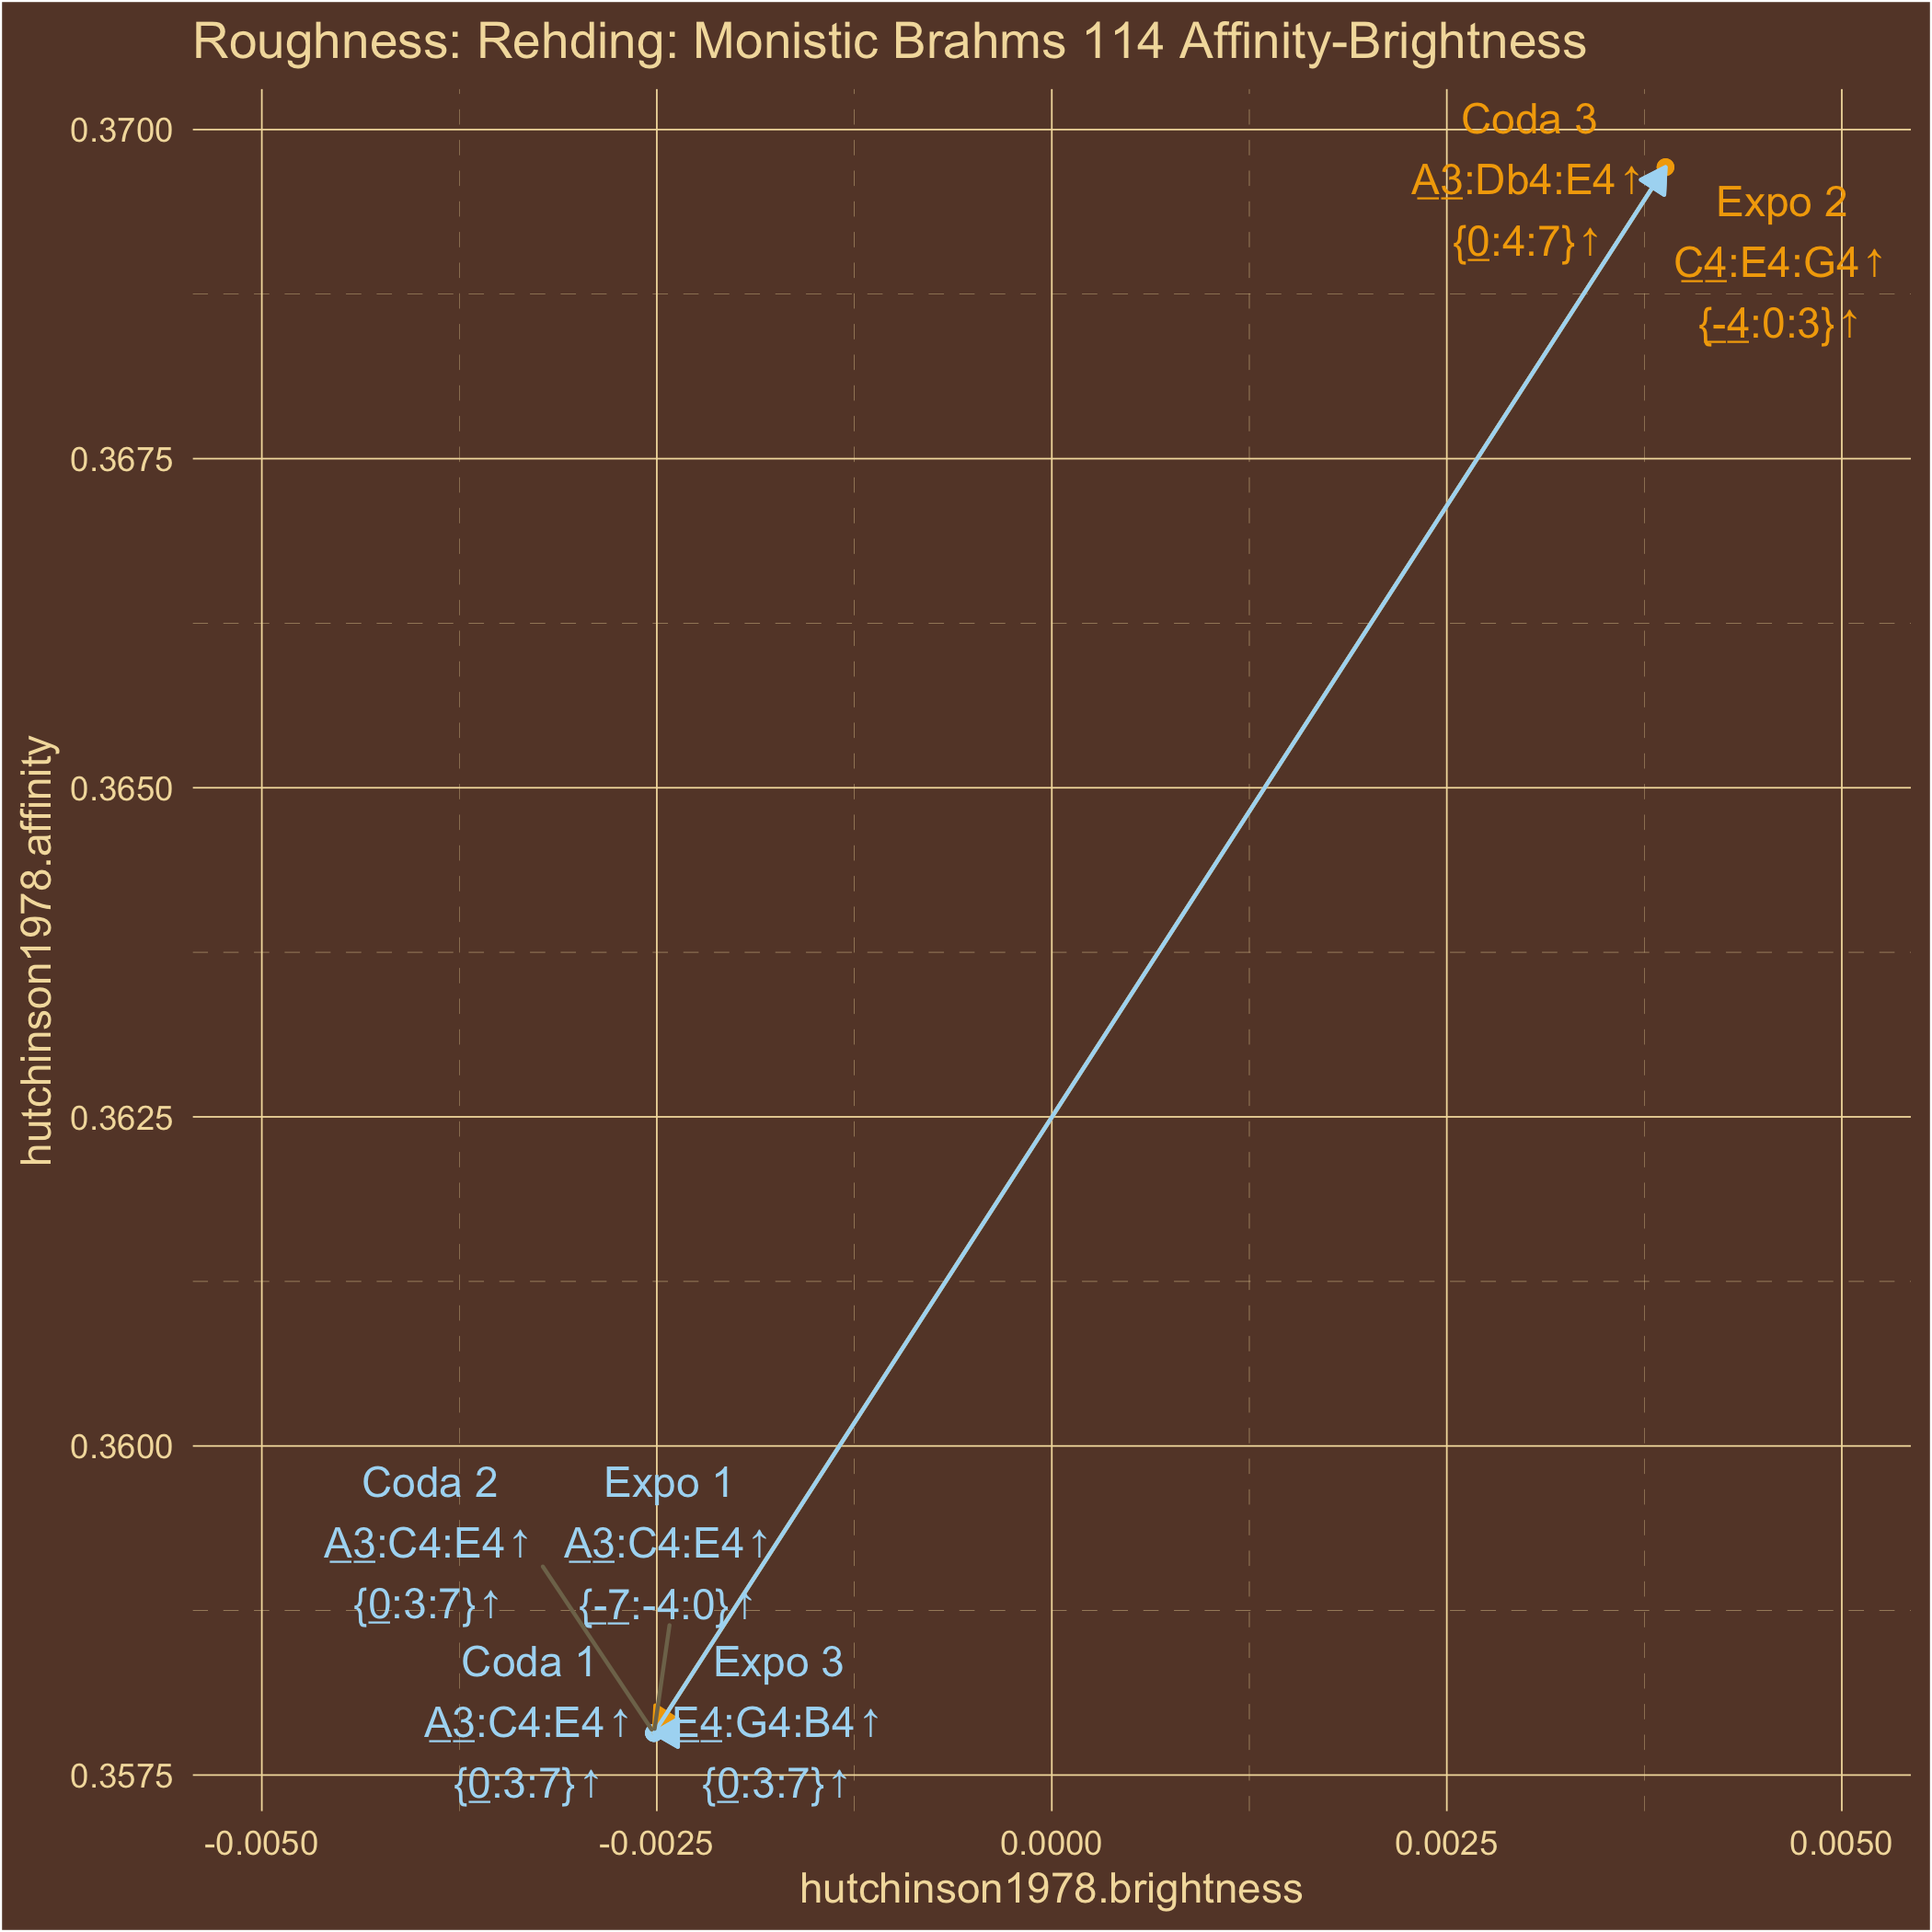 Roughness: Rehding: Monistic Brahms 114 Affinity-Brightness
hutchinson1978.affinity
0.3700
0.3675
0.3650
0.3625
0.3600
0.3575
Coda 3
A3:Db4:E4↑
{0:4:7}↑
Expo 2
C4:E4:G4↑
{-4:0:3}↑
Coda 2
A3:C4:E4↑
{0:3:7}↑
Expo 1
A3:C4:E4↑
{-7:-4:0}↑
Coda 1
A3:C4:E4↑
{0:3:7}↑
Expo 3
E4:G4:B4↑
{0:3:7}↑
-0.0050
-0.0025
0.0000
0.0025
0.0050
hutchinson1978.brightness